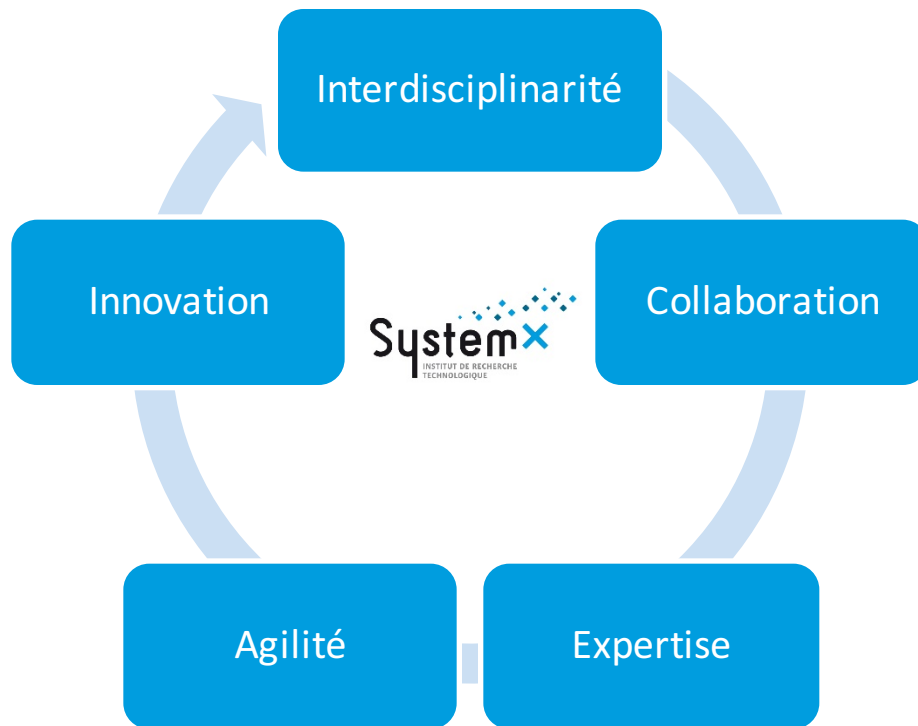 Interdisciplinarité
Collaboration
Expertise
Agilité
Innovation
SystemX
INSTITUT DE RECHERCHE
TECHNOLOGIQUE